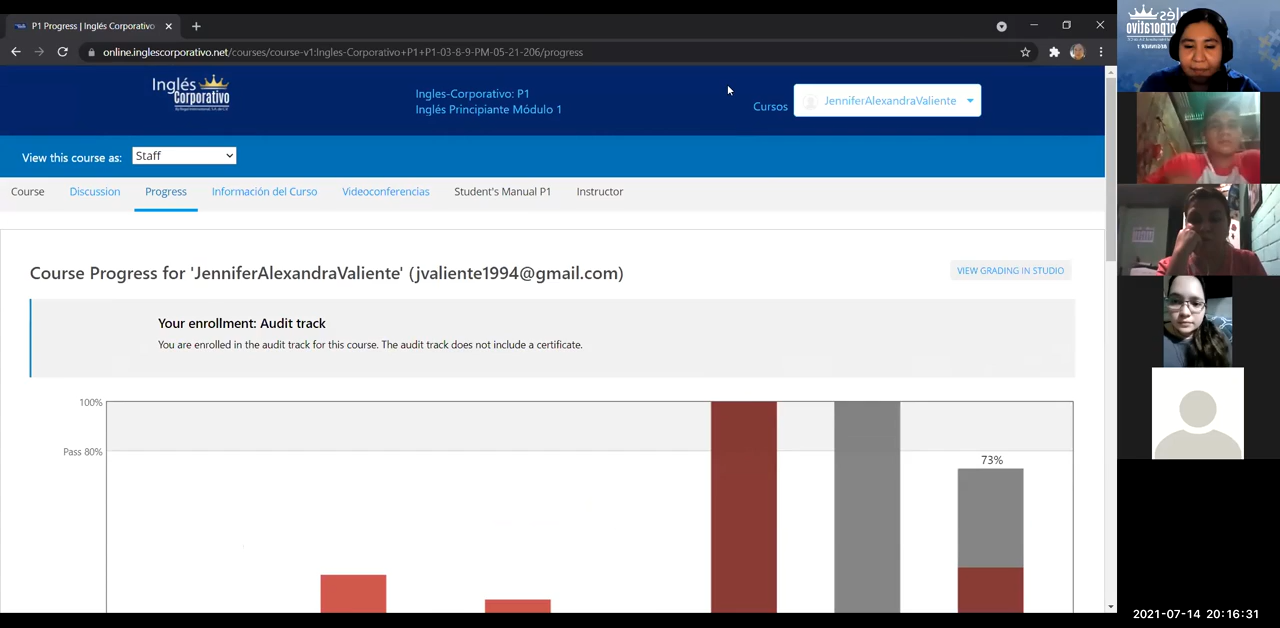 P1 Progress | Inglés Corporativo
online.inglescorporativo.net/courses/course-v1:Ingles-Corporativo+P1+P1-03-8-9-PM-05-21-206/progress
Inglés
Corporativo
Ingles-Corporativo: P1
Inglés Principiante Módulo 1
Cursos
JenniferAlexandraValiente
View this course as:
Staff
Course
Discussion
Progress
Información del Curso
Videoconferencias
Student's Manual P1
Instructor
Course Progress for 'JenniferAlexandraValiente' (jvaliente1994@gmail.com)
VIEW GRADING IN STUDIO
Your enrollment: Audit track
You are enrolled in the audit track for this course. The audit track does not include a certificate.
100%
Pass 80%
73%
2021-07-14 20:16:31